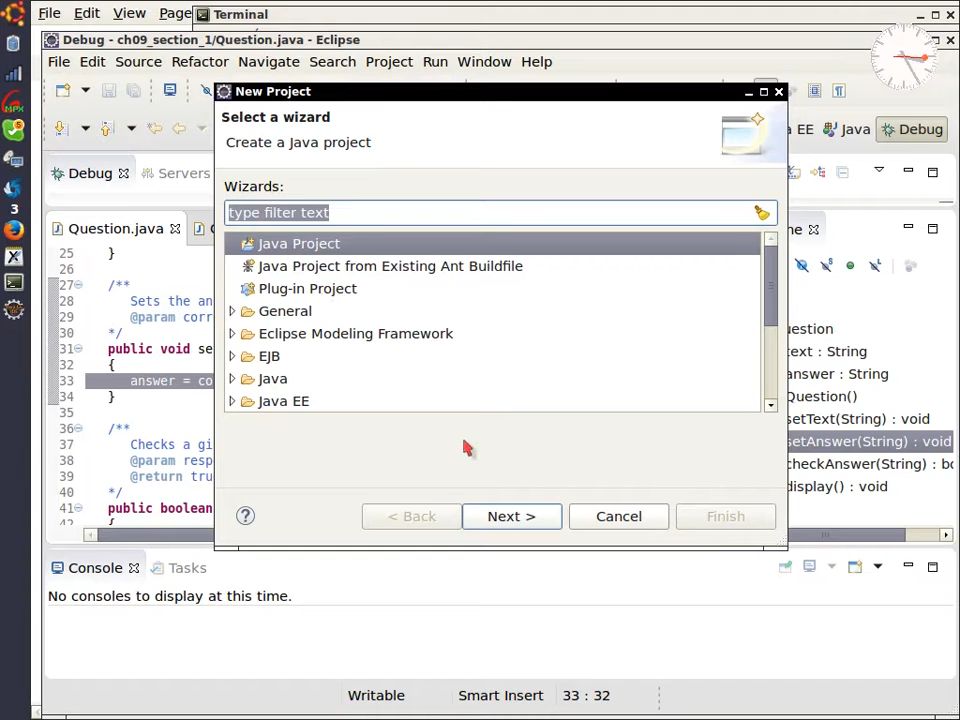 File Edit View Page
Terminal
Debug - ch09_section_1/Question.java - Eclipse
File Edit Source Refactor Navigate Search Project Run Window Help
New Project
Select a wizard
Create a Java project
EE Java Debug
Debug Servers
Wizards:
type filter text
Question.java
Java Project
Java Project from Existing Ant Buildfile
Plug-in Project
General
Eclipse Modeling Framework
EJB
Java
Java EE
25 }
26
27 /**
28 Sets the an
29 @param corr
30 */
31 public void se
32 {
33 answer = co
34 }
35
36 /**
37 Checks a gi
38 @param resp
39 @return tru
40 */
41 public boolean
42 {
uestion
text : String
answer : String
Question()
setText(String) : void
setAnswer(String) : void
checkAnswer(String) : bo
display() : void
? < Back Next > Cancel Finish
Console Tasks
No consoles to display at this time.
Writable Smart Insert 33 : 32
MPX
3